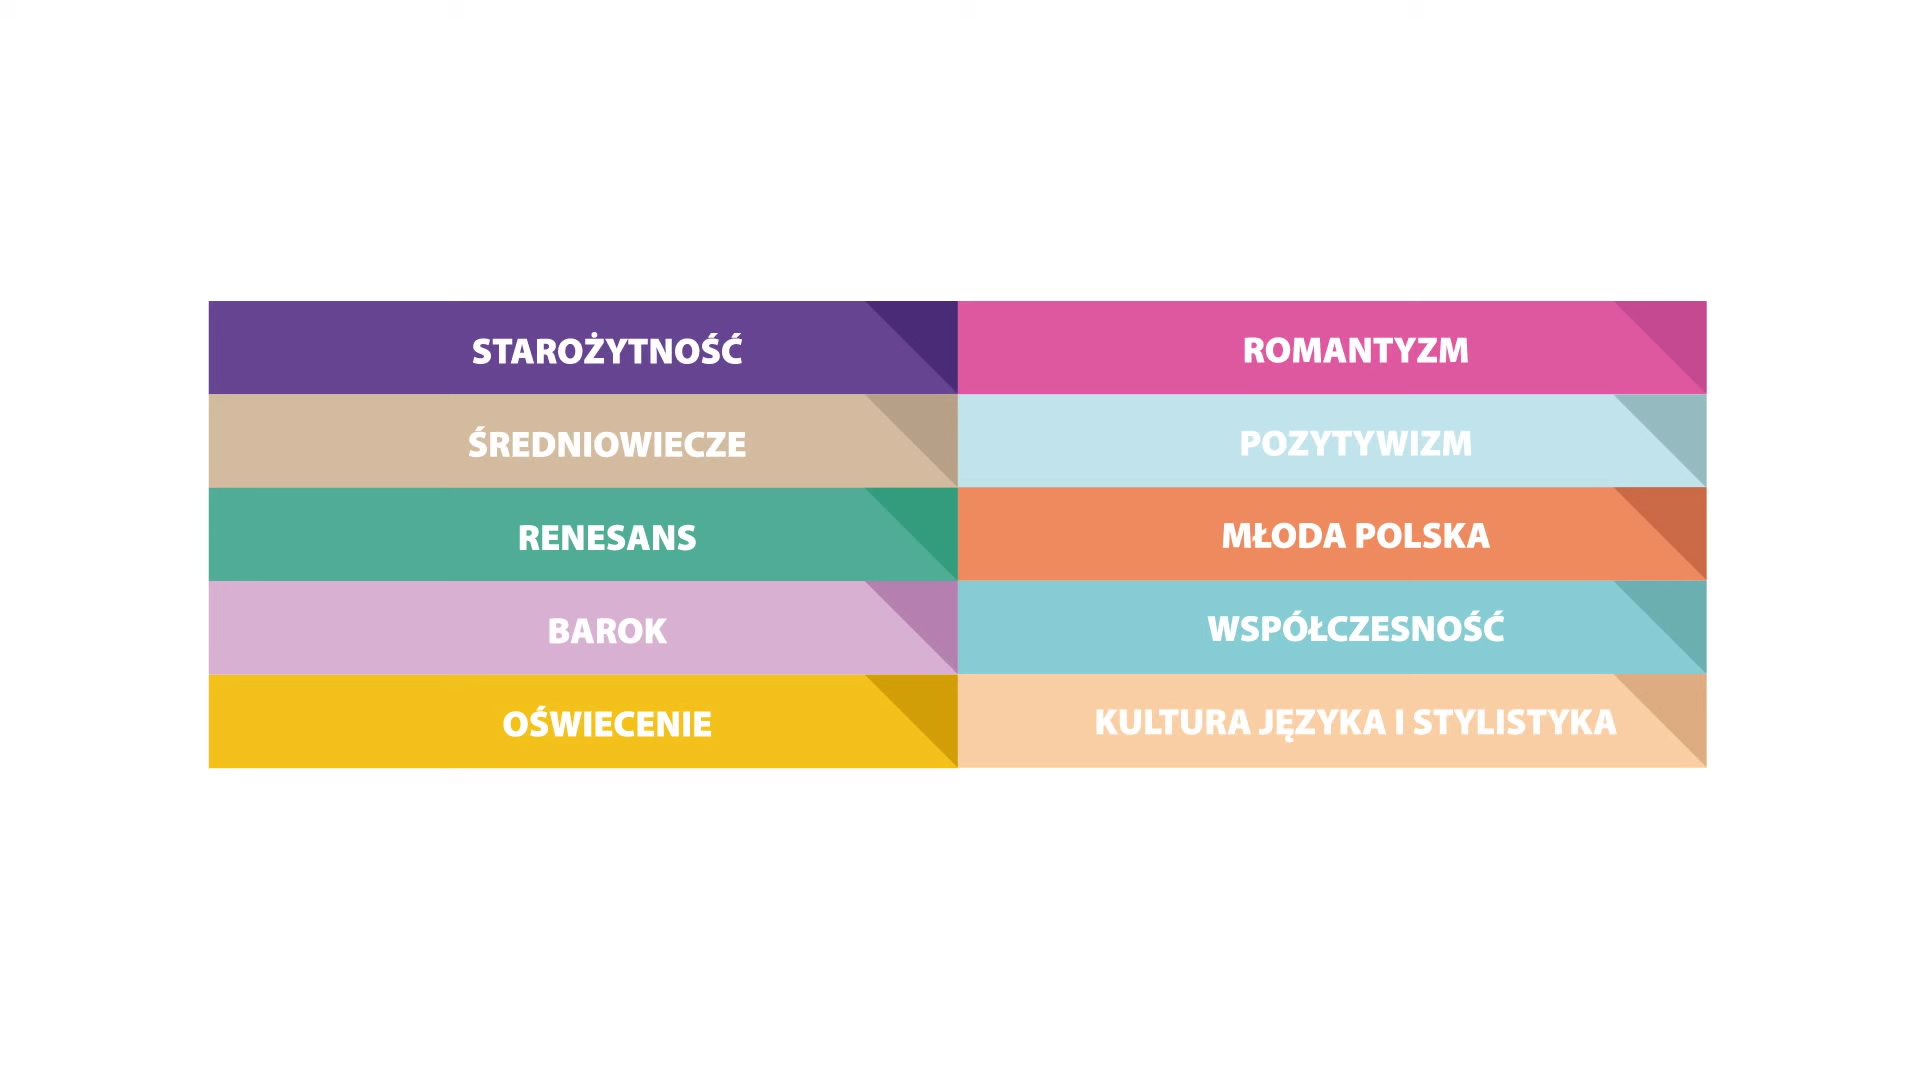 STAROŻYTNOŚĆ
ŚREDNIOWIECZE
RENESANS
BAROK
OŚWIECENIE
ROMANTYZM
POZYTYWIZM
MŁODA POLSKA
WSPÓŁCZESNOŚĆ
KULTURA JĘZYKA I STYLISTYKA